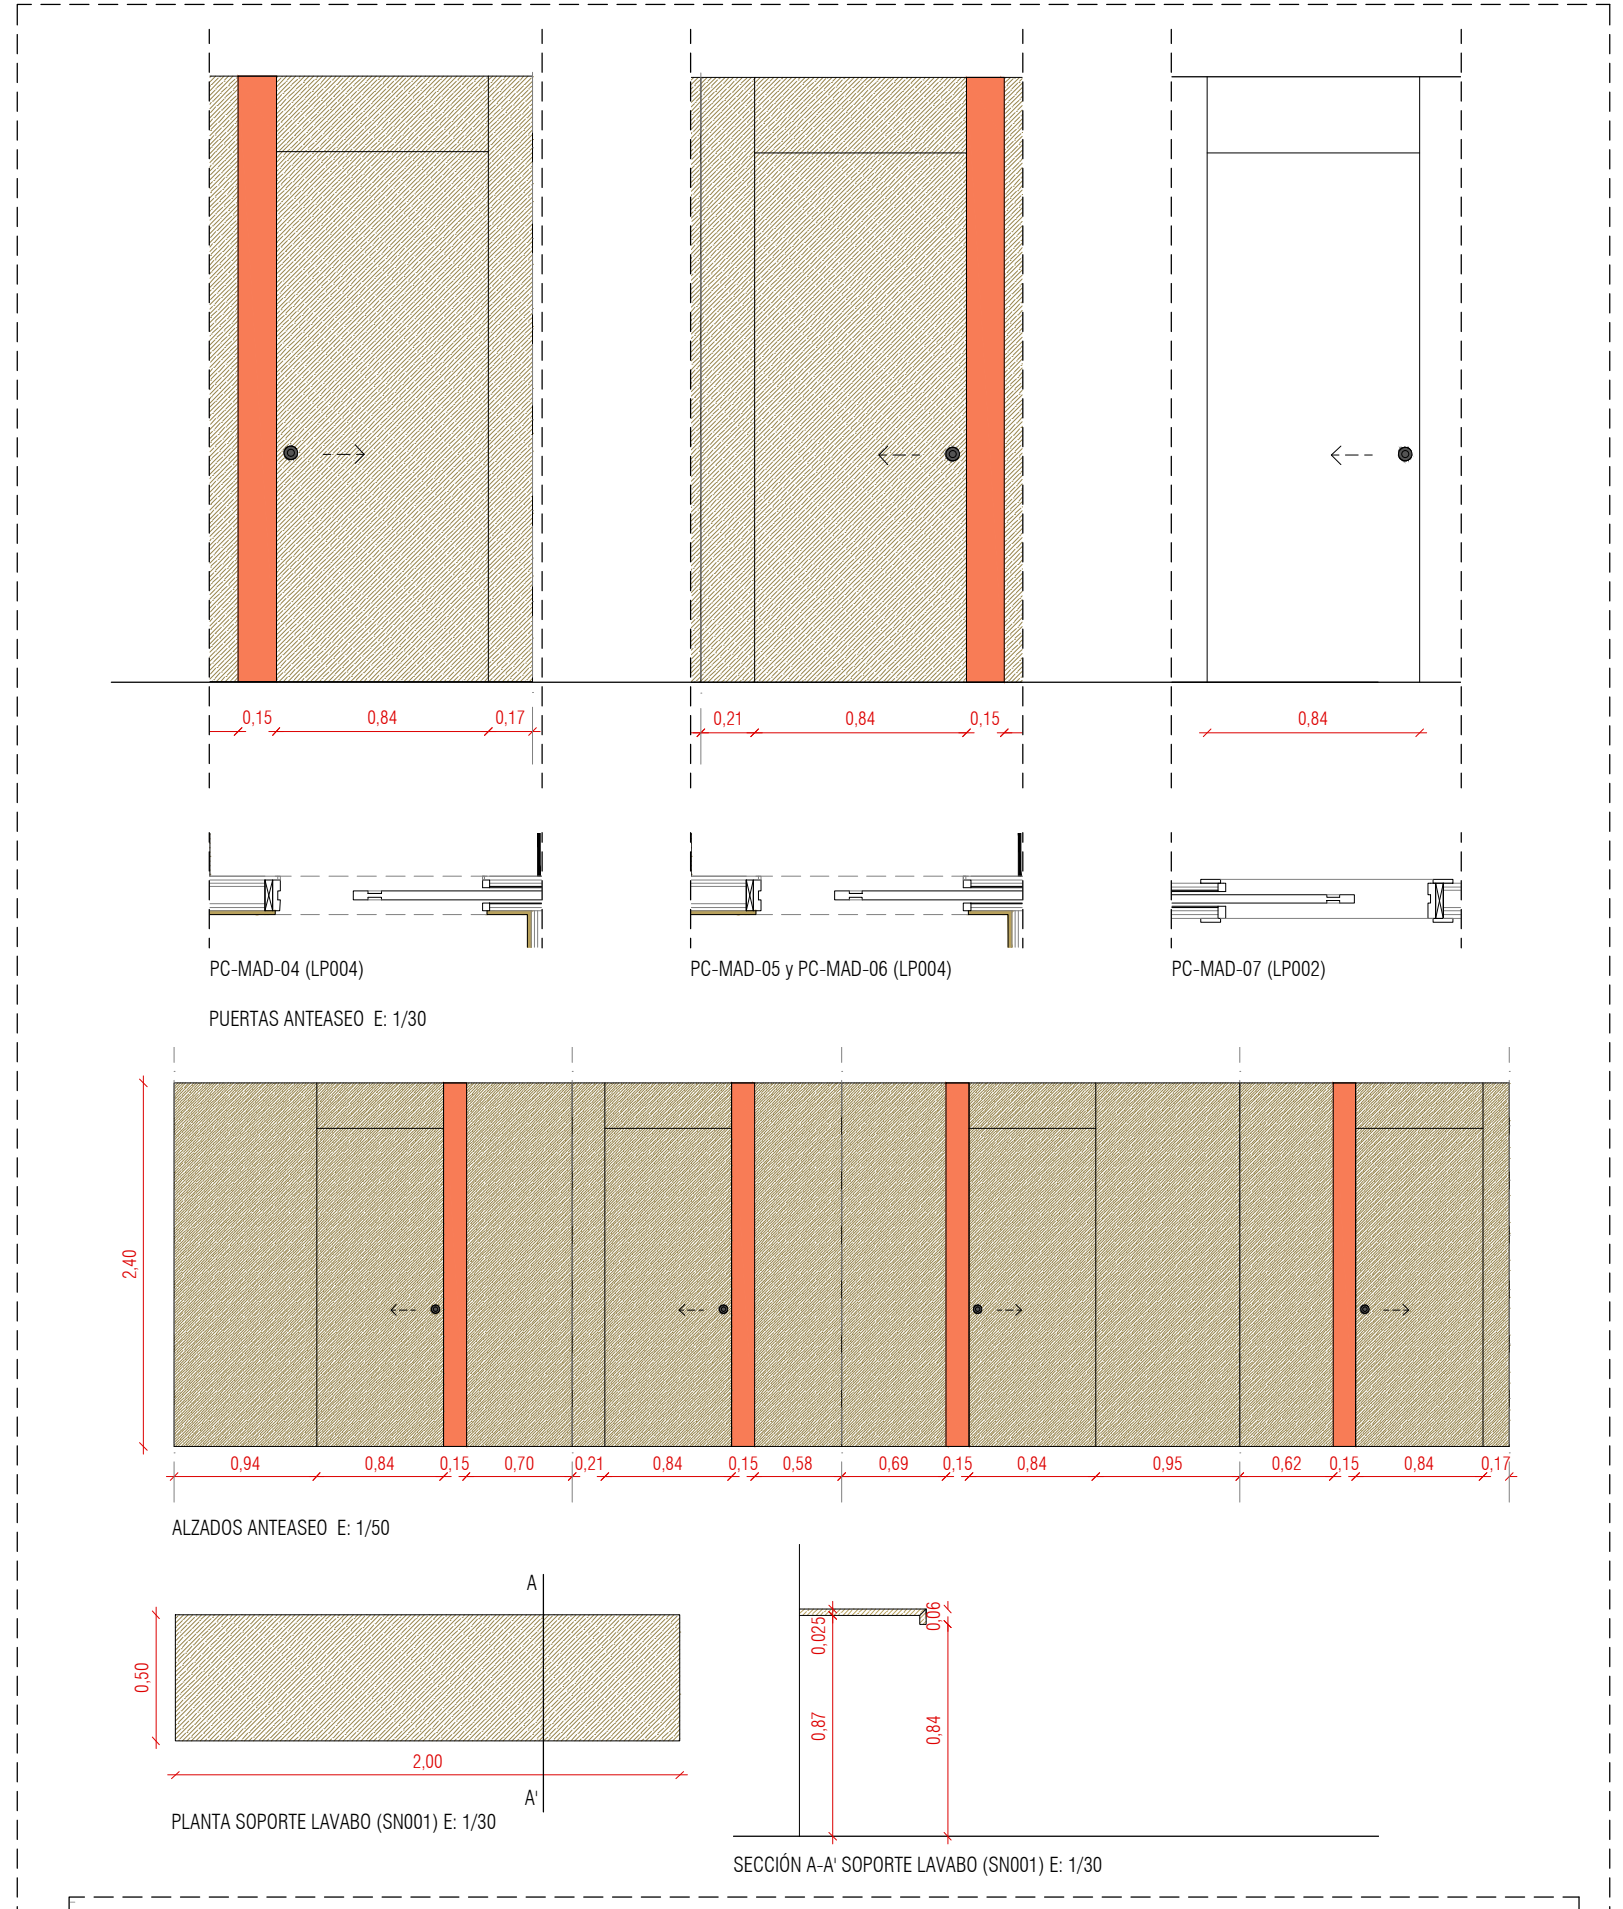 0,15 0,84 0,17
0,21 0,84 0,15
0,84
PC-MAD-04 (LP004)
PC-MAD-05 y PC-MAD-06 (LP004)
PC-MAD-07 (LP002)
PUERTAS ANTEASEO E: 1/30
2,40
0,94 0,84 0,15 0,70 0,21 0,84 0,15 0,58 0,69 0,15 0,84 0,95 0,62 0,15 0,84 0,17
ALZADOS ANTEASEO E: 1/50
A
0,50
2,00
A'
PLANTA SOPORTE LAVABO (SN001) E: 1/30
0,025
0,06
0,87
0,84
SECCIÓN A-A' SOPORTE LAVABO (SN001) E: 1/30